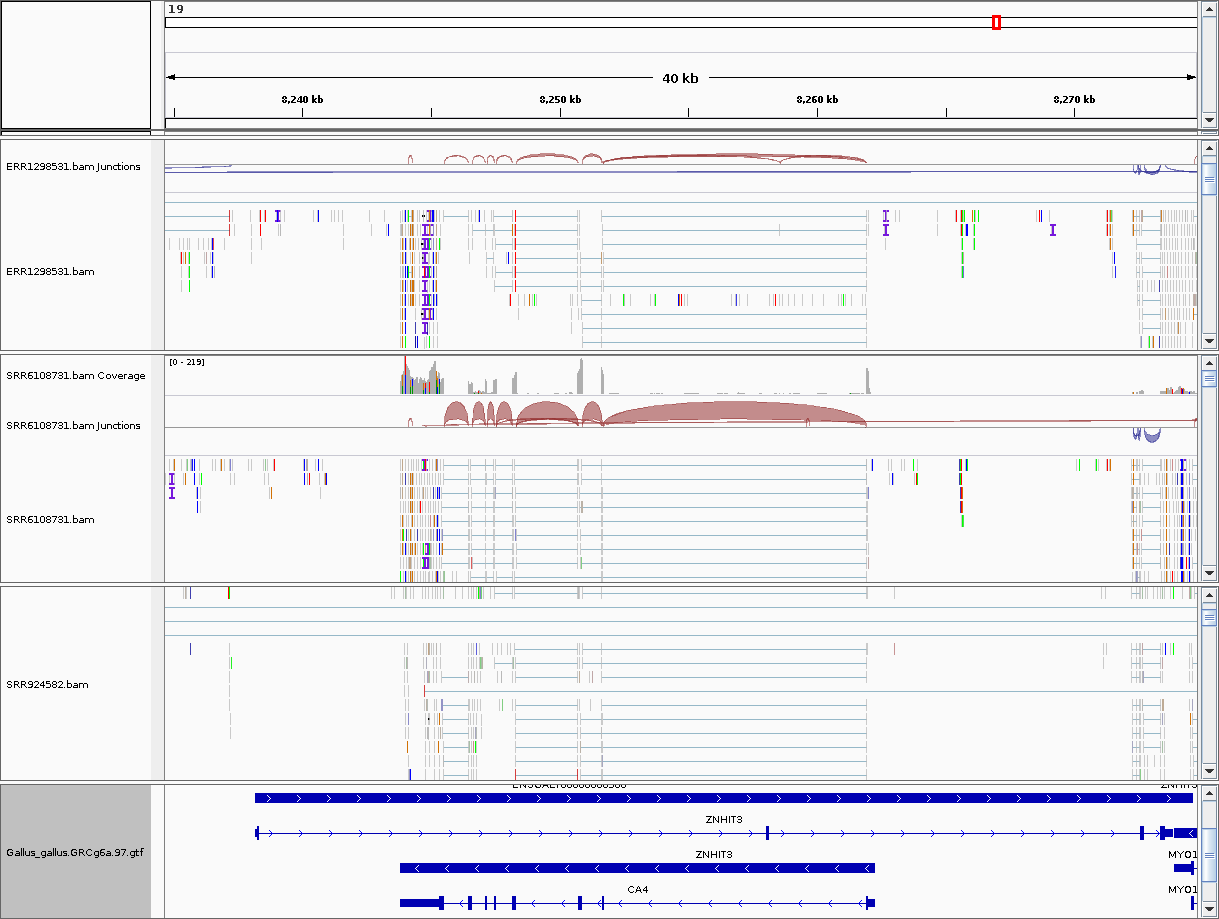 19
40 kb
8,240 kb 8,250 kb 8,260 kb 8,270 kb
ERR1298531.bam Junctions
ERR1298531.bam
[0 - 219]
SRR6108731.bam Coverage
SRR6108731.bam Junctions
SRR6108731.bam
SRR924582.bam
ZNHIT3
ZNHIT3
Gallus_gallus.GRCg6a.97.gtf
ZNHIT3 MYO1
CA4 MYO1